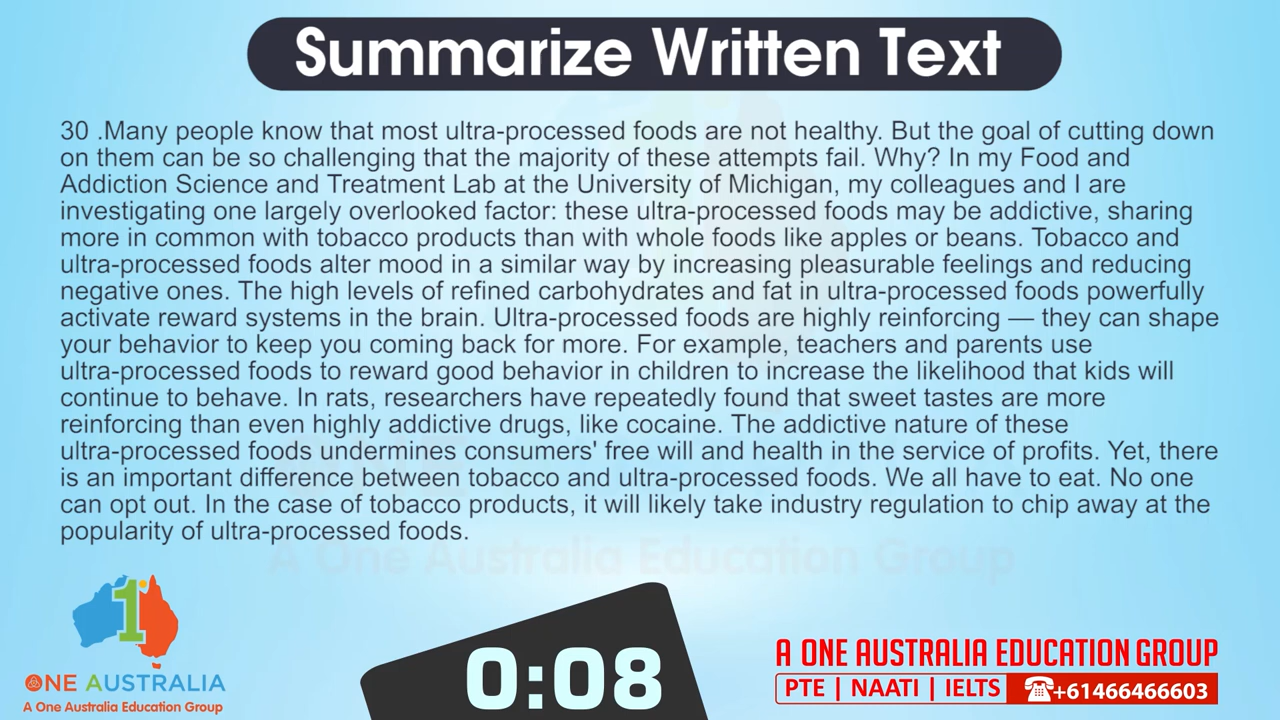 Summarize Written Text
30 .Many people know that most ultra-processed foods are not healthy. But the goal of cutting down
on them can be so challenging that the majority of these attempts fail. Why? In my Food and
Addiction Science and Treatment Lab at the University of Michigan, my colleagues and I are
investigating one largely overlooked factor: these ultra-processed foods may be addictive, sharing
more in common with tobacco products than with whole foods like apples or beans. Tobacco and
ultra-processed foods alter mood in a similar way by increasing pleasurable feelings and reducing
negative ones. The high levels of refined carbohydrates and fat in ultra-processed foods powerfully
activate reward systems in the brain. Ultra-processed foods are highly reinforcing — they can shape
your behavior to keep you coming back for more. For example, teachers and parents use
ultra-processed foods to reward good behavior in children to increase the likelihood that kids will
continue to behave. In rats, researchers have repeatedly found that sweet tastes are more
reinforcing than even highly addictive drugs, like cocaine. The addictive nature of these
ultra-processed foods undermines consumers' free will and health in the service of profits. Yet, there
is an important difference between tobacco and ultra-processed foods. We all have to eat. No one
can opt out. In the case of tobacco products, it will likely take industry regulation to chip away at the
popularity of ultra-processed foods.
A One Australia Education Group
1
ONE AUSTRALIA
A One Australia Education Group
0:08
A ONE AUSTRALIA EDUCATION GROUP
PTE | NAATI | IELTS +61466466603